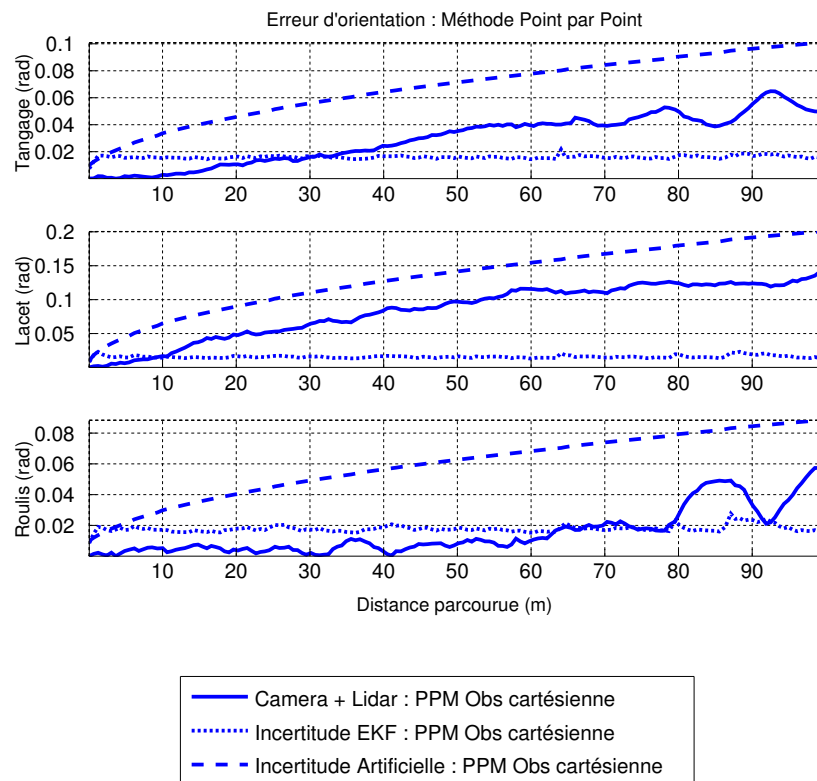 Erreur d'orientation : Méthode Point par Point
Tangage (rad)
0.1
0.08
0.06
0.04
0.02
10 20 30 40 50 60 70 80 90
Lacet (rad)
0.2
0.15
0.1
0.05
10 20 30 40 50 60 70 80 90
Roulis (rad)
0.08
0.06
0.04
0.02
10 20 30 40 50 60 70 80 90
Distance parcourue (m)
Camera + Lidar : PPM Obs cartésienne
Incertitude EKF : PPM Obs cartésienne
Incertitude Artificielle : PPM Obs cartésienne